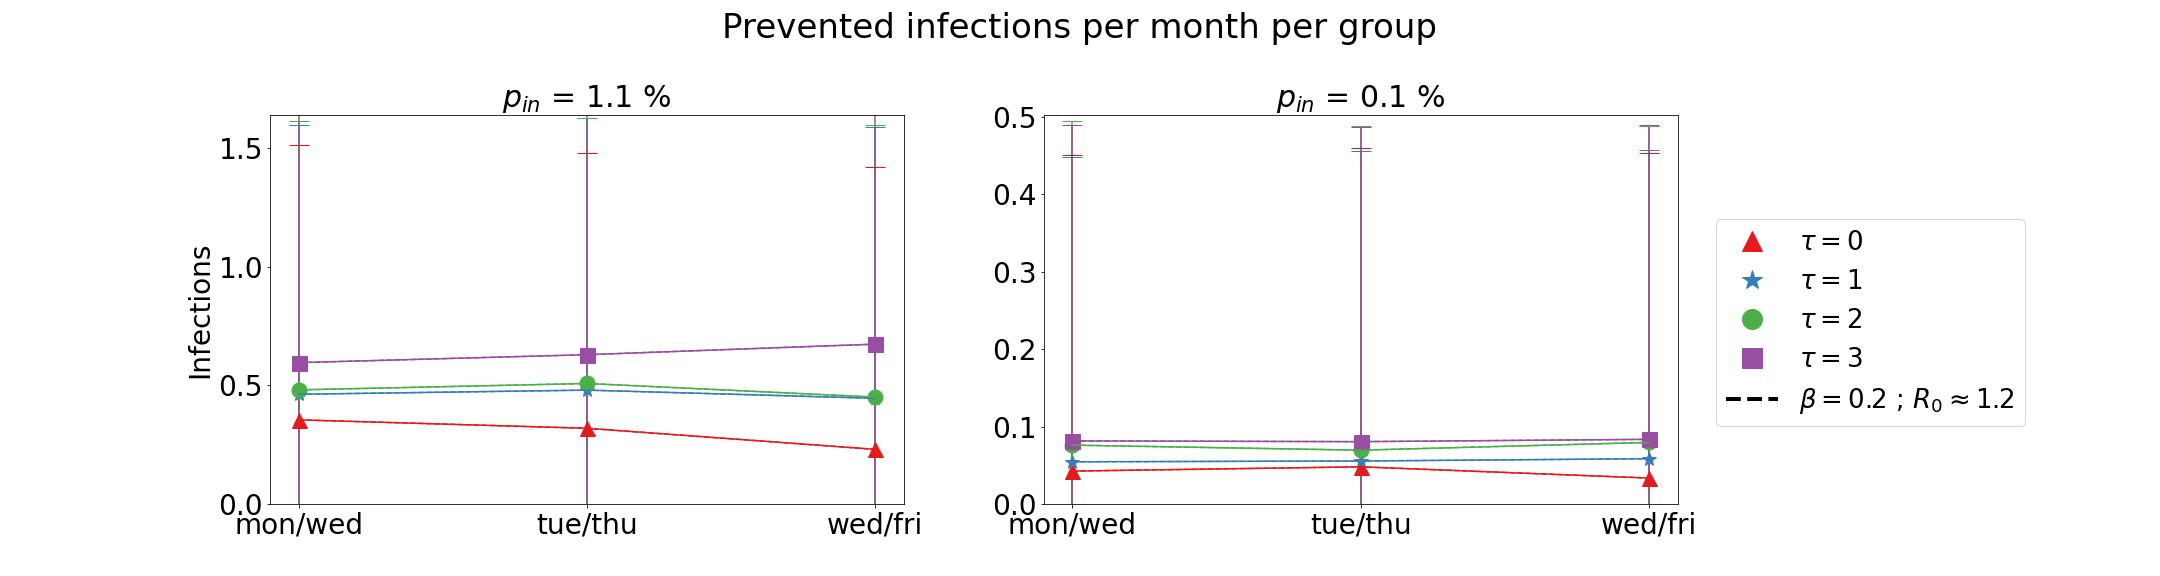 Prevented infections per month per group
p_in = 1.1 %
Infections
1.5
1.0
0.5
0.0
mon/wed tue/thu wed/fri
p_in = 0.1 %
0.5
0.4
0.3
0.2
0.1
0.0
mon/wed tue/thu wed/fri
τ = 0
τ = 1
τ = 2
τ = 3
β = 0.2 ; R₀ ≈ 1.2